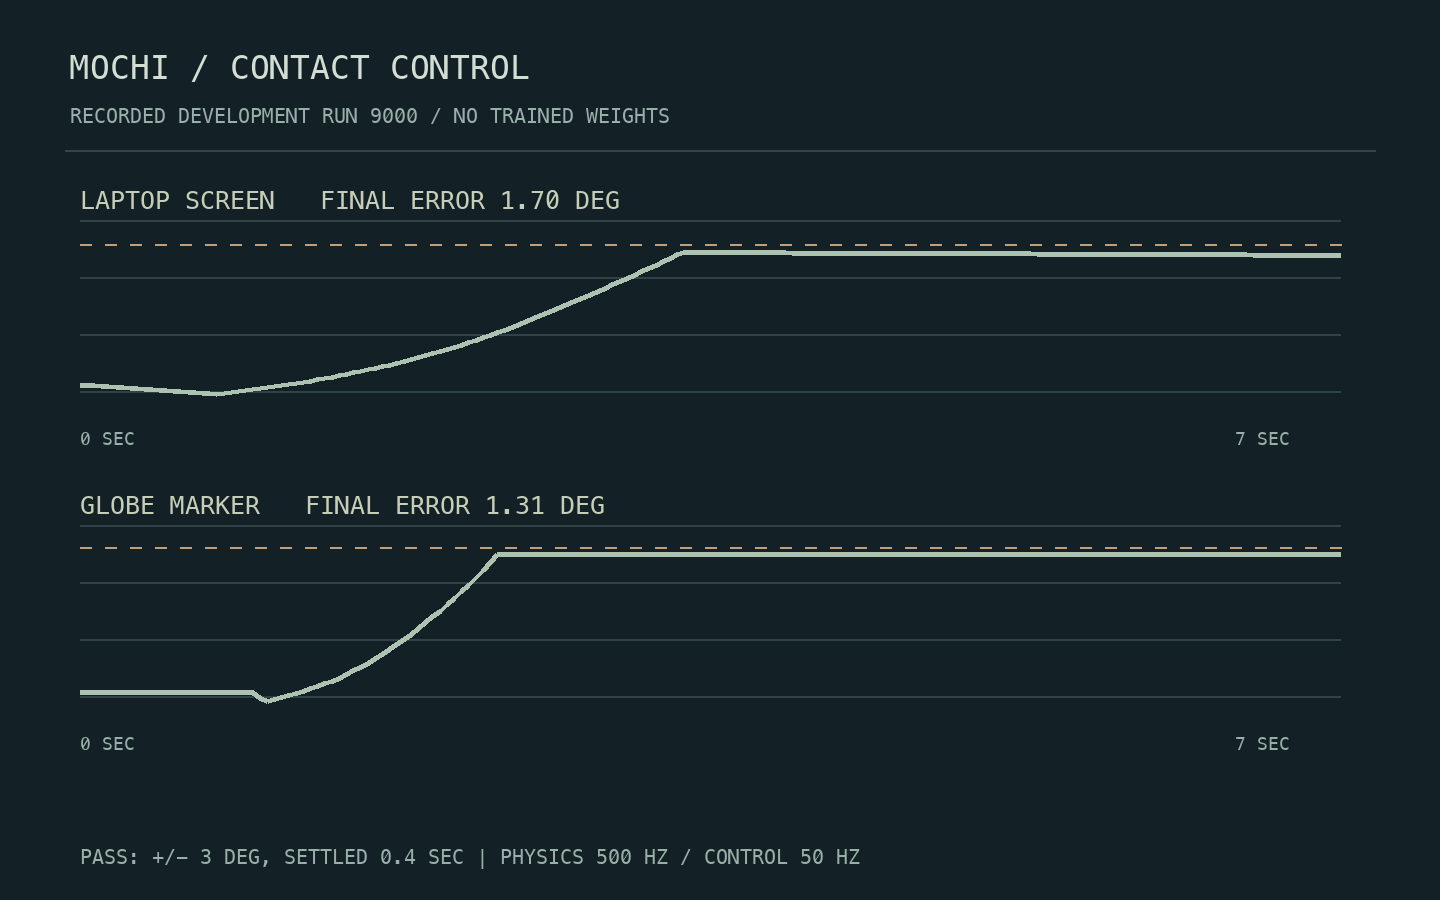 MOCHI / CONTACT CONTROL
RECORDED DEVELOPMENT RUN 9000 / NO TRAINED WEIGHTS
LAPTOP SCREEN   FINAL ERROR 1.70 DEG
0 SEC   7 SEC
GLOBE MARKER   FINAL ERROR 1.31 DEG
0 SEC   7 SEC
PASS: +/− 3 DEG, SETTLED 0.4 SEC | PHYSICS 500 HZ / CONTROL 50 HZ